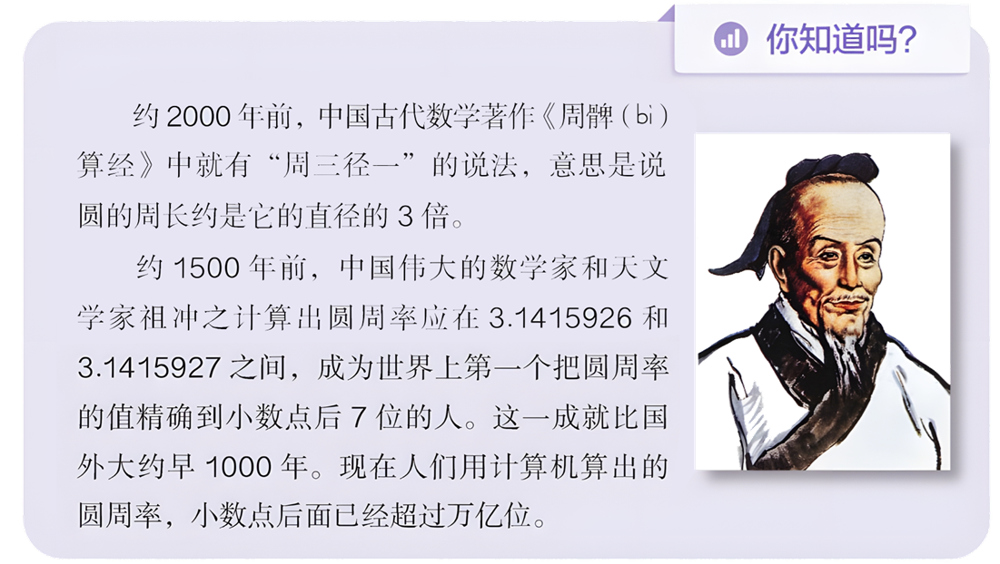 你知道吗？
约 2000 年前，中国古代数学著作《周髀（bì）
算经》中就有“周三径一”的说法，意思是说
圆的周长约是它的直径的 3 倍。
约 1500 年前，中国伟大的数学家和天文
学家祖冲之计算出圆周率应在 3.1415926 和
3.1415927 之间，成为世界上第一个把圆周率
的值精确到小数点后 7 位的人。这一成就比国
外大约早 1000 年。现在人们用计算机算出的
圆周率，小数点后面已经超过万亿位。